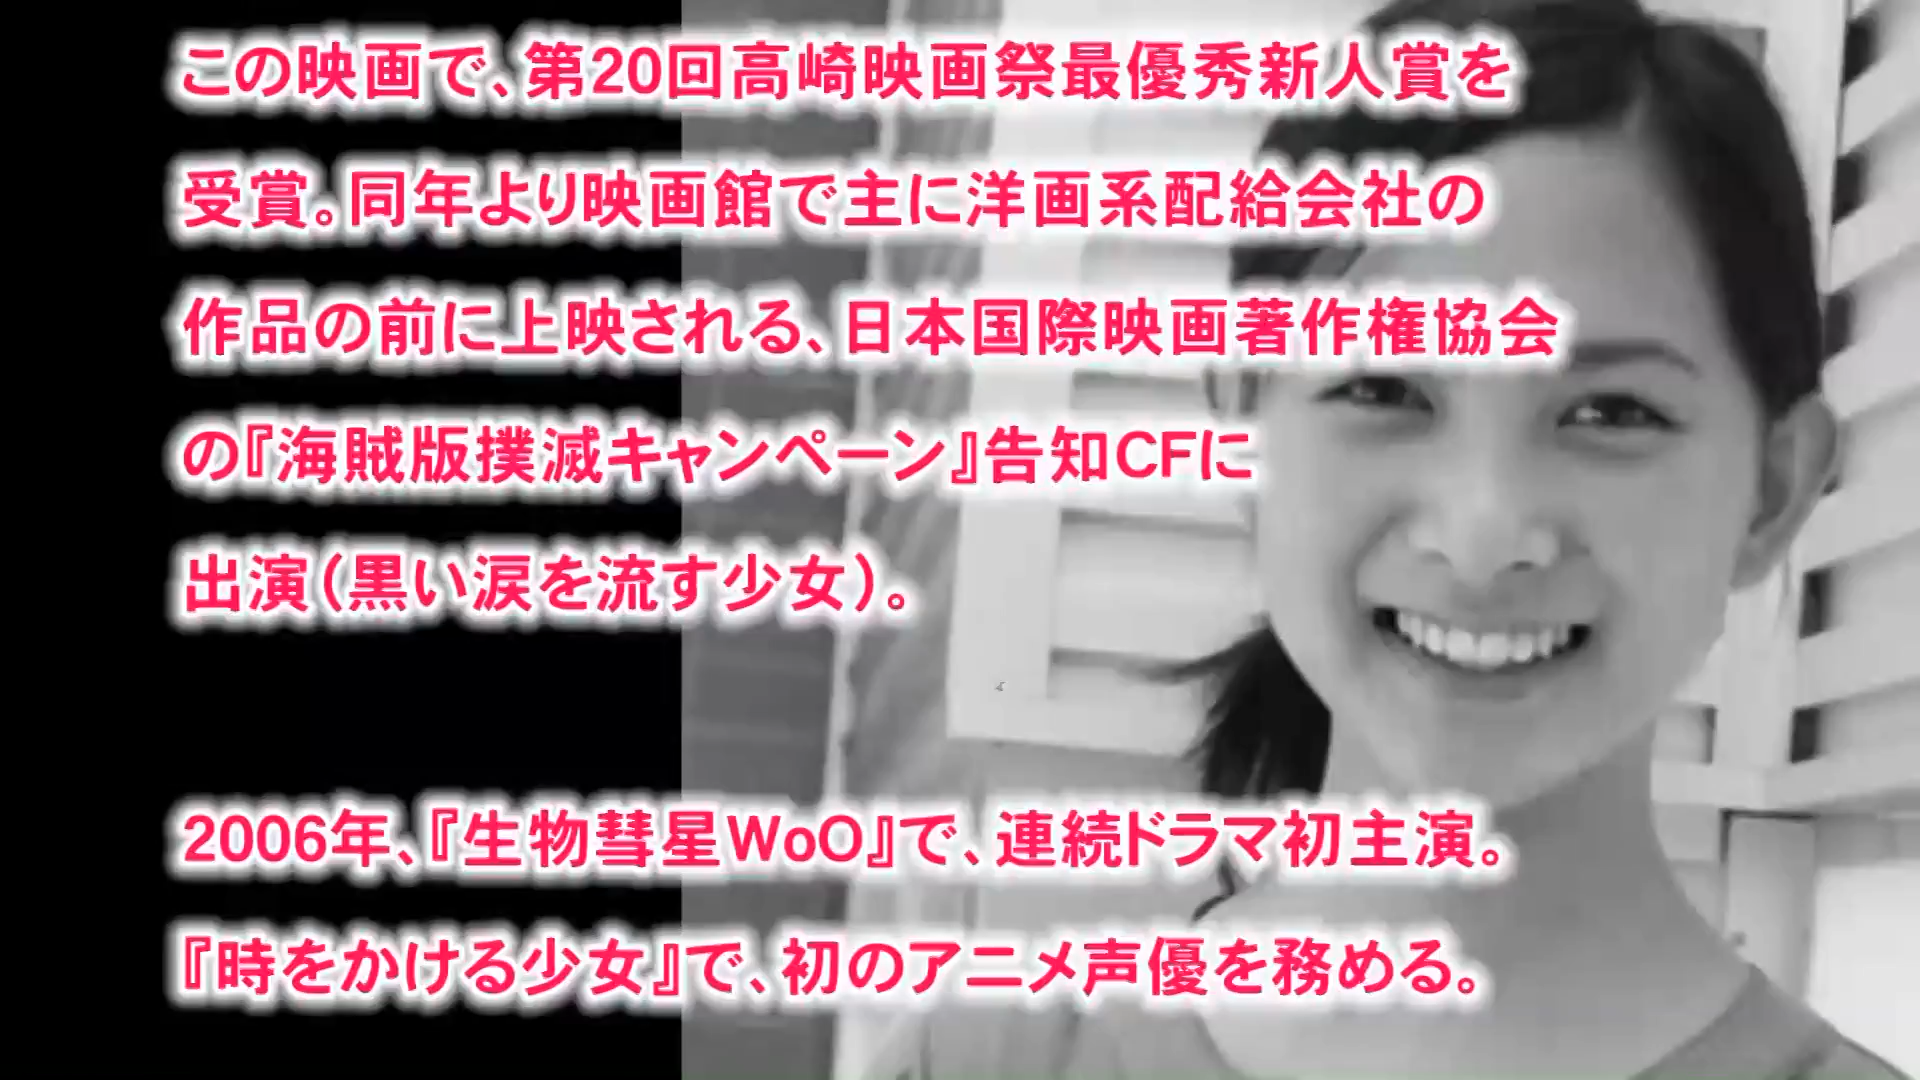 この映画で、第20回高崎映画祭最優秀新人賞を
受賞。同年より映画館で主に洋画系配給会社の
作品の前に上映される、日本国際映画著作権協会
の『海賊版撲滅キャンペーン』告知CFに
出演（黒い涙を流す少女）。
2006年、『生物彗星WoO』で、連続ドラマ初主演。
『時をかける少女』で、初のアニメ声優を務める。